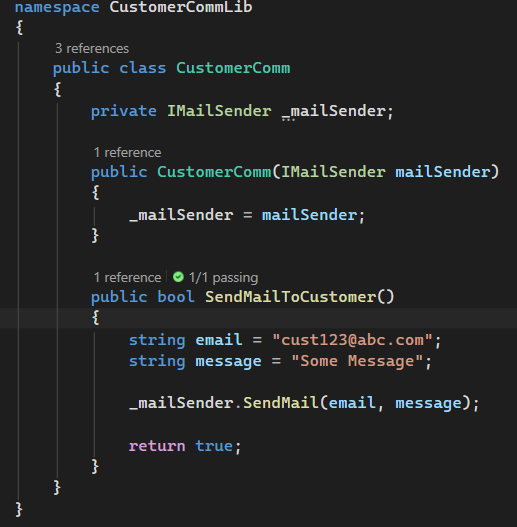 namespace CustomerCommLib
{
3 references
public class CustomerComm
{
private IMailSender _mailSender;
1 reference
public CustomerComm(IMailSender mailSender)
{
_mailSender = mailSender;
}
1 reference | 1/1 passing
public bool SendMailToCustomer()
{
string email = "cust123@abc.com";
string message = "Some Message";
_mailSender.SendMail(email, message);
return true;
}
}
}